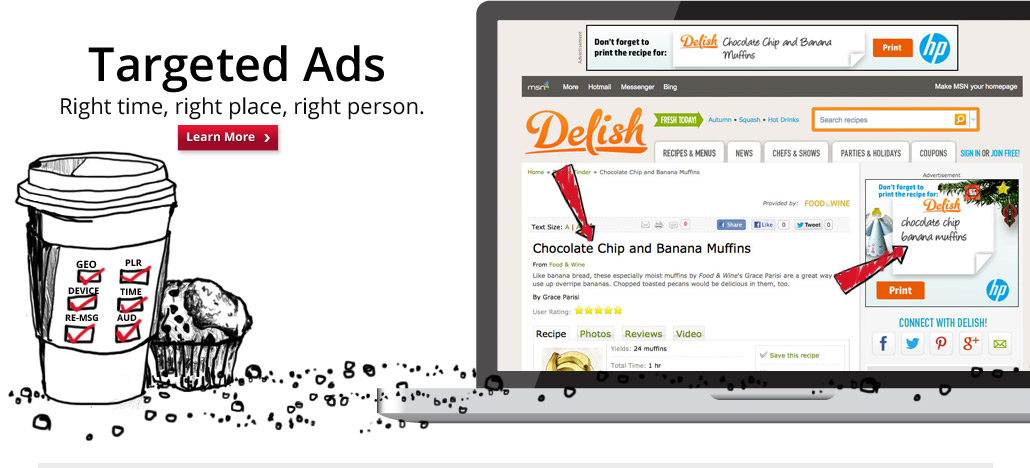 Targeted Ads
Right time, right place, right person.
Learn More
GEO PLR
DEVICE TIME
RE-MSG AUD
Advertisement
Don't forget to
print the recipe for:
Delish
Chocolate Chip and Banana
Muffins
Print
hp
msn More Hotmail Messenger Bing Make MSN your homepage
Delish
FRESH TODAY! Autumn • Squash • Hot Drinks
Search recipes
RECIPES & MENUS NEWS CHEFS & SHOWS PARTIES & HOLIDAYS COUPONS SIGN IN OR JOIN FREE!
Home » Finder » Chocolate Chip and Banana Muffins
Provided by: FOOD&WINE
Text Size: A | A
0 Share Like 0 Tweet 0
Chocolate Chip and Banana Muffins
From Food & Wine
Like banana bread, these especially moist muffins by Food & Wine's Grace Parisi are a great way
use up overripe bananas. Chopped toasted pecans would be delicious in them, too.
By Grace Parisi
User Rating:
Recipe Photos Reviews Video
Yields: 24 muffins
Total Time: 1 hr
Save this recipe
Advertisement
Don't forget to
print the recipe for:
Delish
chocolate chip
banana muffins
Print
hp
CONNECT WITH DELISH!